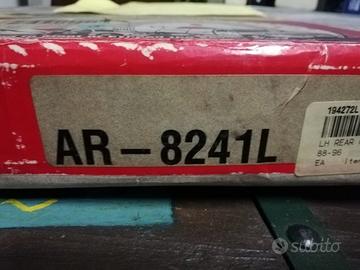 AR-8241L
194272L
LH REAR
88-96
EA
subito